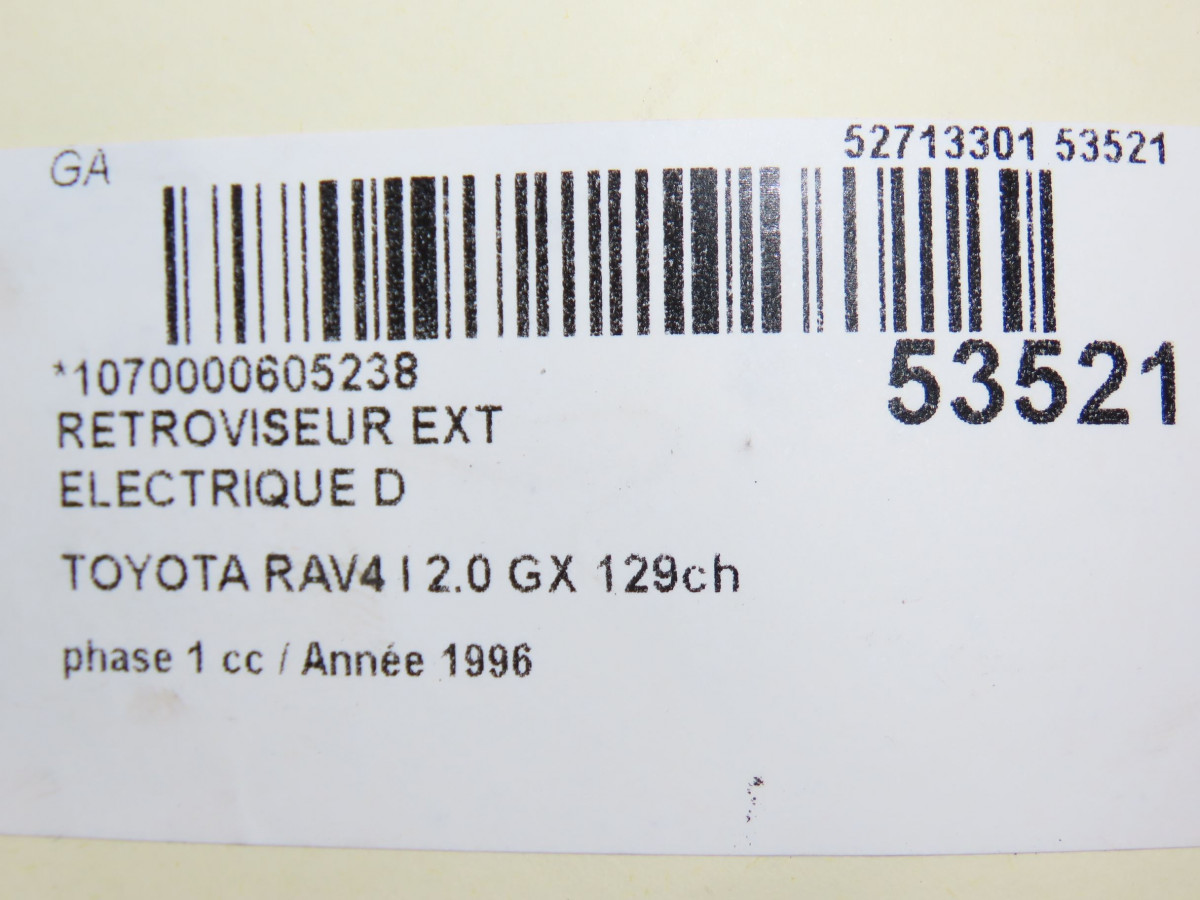 GA
52713301 53521
*1070000605238
53521
RETROVISEUR EXT
ELECTRIQUE D
TOYOTA RAV4 I 2.0 GX 129ch
phase 1 cc / Année 1996